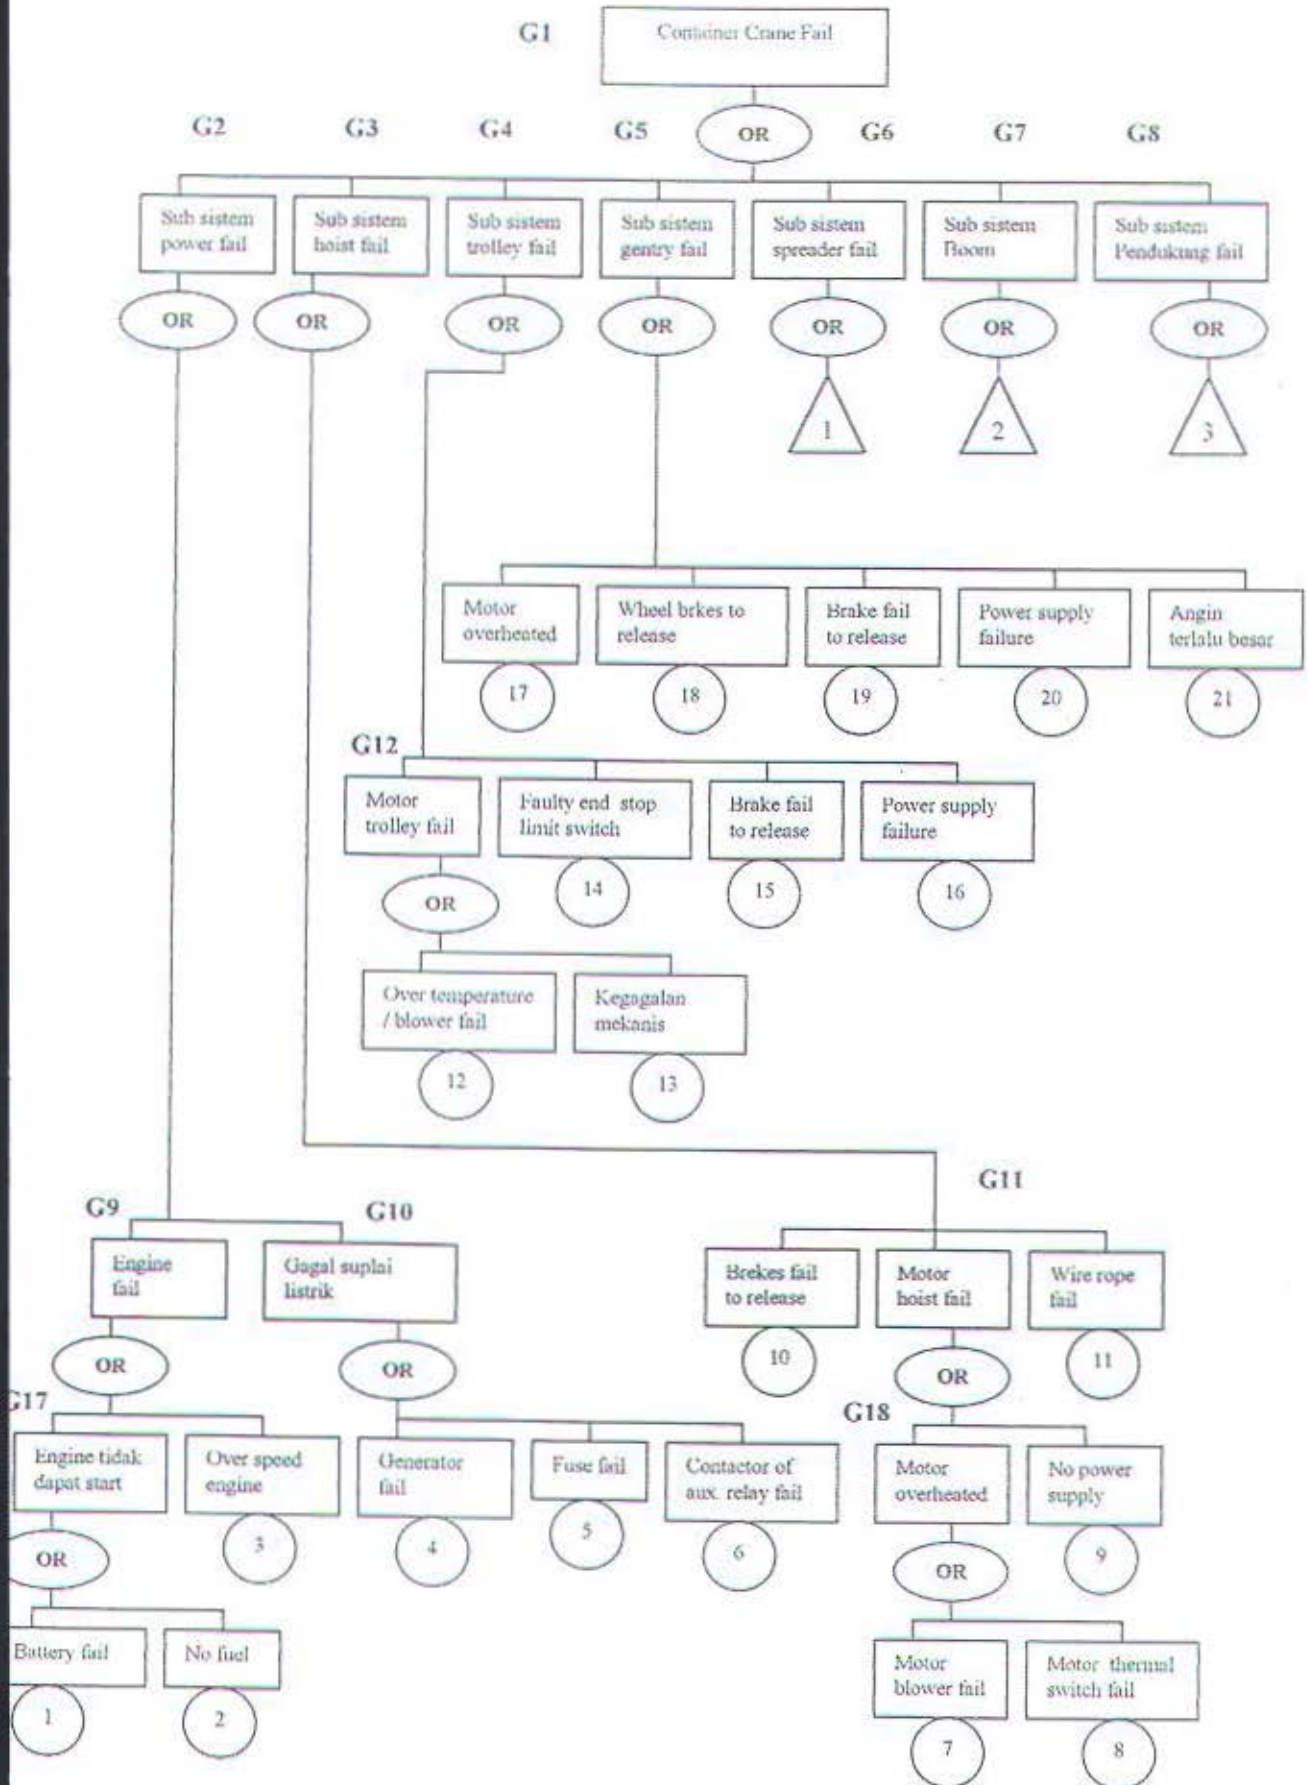 G1
Container Crane Fail
OR
G2
G3
G4
G5
G6
G7
G8
Sub sistem
power fail
Sub sistem
hoist fail
Sub sistem
trolley fail
Sub sistem
gentry fail
Sub sistem
spreader fail
Sub sistem
Boom
Sub sistem
Pendukung fail
OR
OR
OR
OR
OR
OR
OR
1
2
3
Motor
overheated
Wheel brkes to
release
Brake fail
to release
Power supply
failure
Angin
terlalu besar
17
18
19
20
21
G12
Motor
trolley fail
Faulty end stop
limit switch
Brake fail
to release
Power supply
failure
OR
14
15
16
Over temperature
/ blower fail
Kegagalan
mekanis
12
13
G9
G10
G11
Engine
fail
Gagal suplai
listrik
Brekes fail
to release
Motor
hoist fail
Wire rope
fail
OR
OR
10
OR
11
G17
G18
Engine tidak
dapat start
Over speed
engine
Generator
fail
Fuse fail
Contactor of
aux. relay fail
Motor
overheated
No power
supply
OR
3
4
5
6
OR
9
Battery fail
No fuel
Motor
blower fail
Motor thermal
switch fail
1
2
7
8